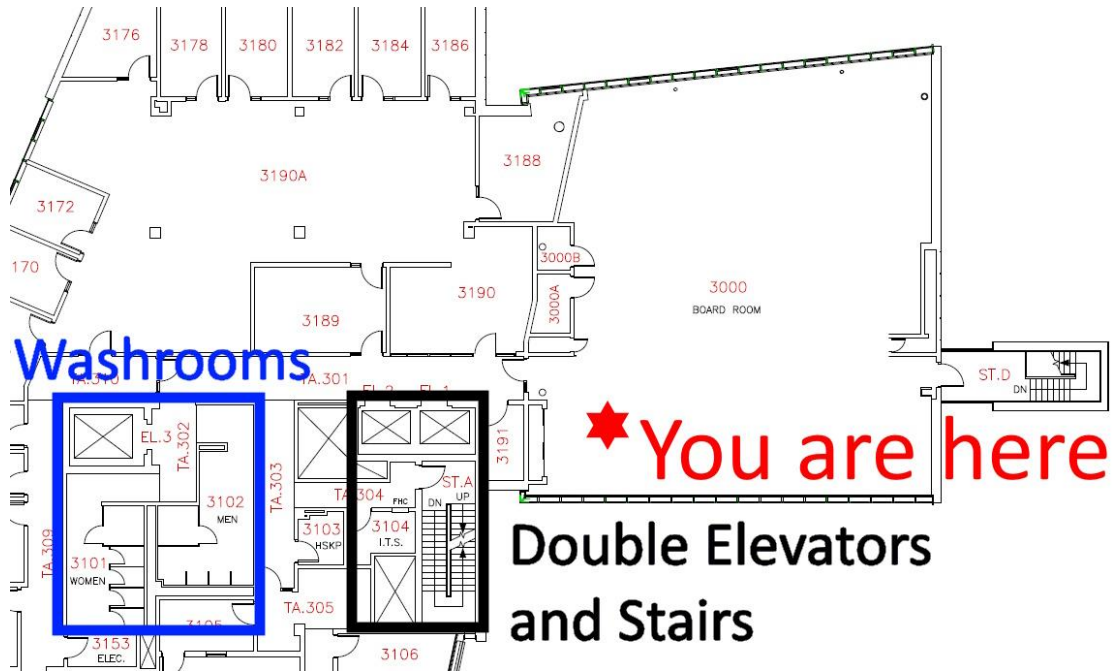 3176
3178
3180
3182
3184
3186
3188
3190A
3172
170
3000B
3000A
3000
BOARD ROOM
3190
3189
Washrooms
TA.310
TA.301
EL.2
EL.1
ST.D
DN
You are here
EL.3
TA.302
3191
TA.303
3102
MEN
TA.304
ST.A
UP
DN
FHC
3103
HSKP
3104
I.T.S.
TA.309
3101
WOMEN
Double Elevators
and Stairs
TA.305
3105
3153
ELEC.
3106